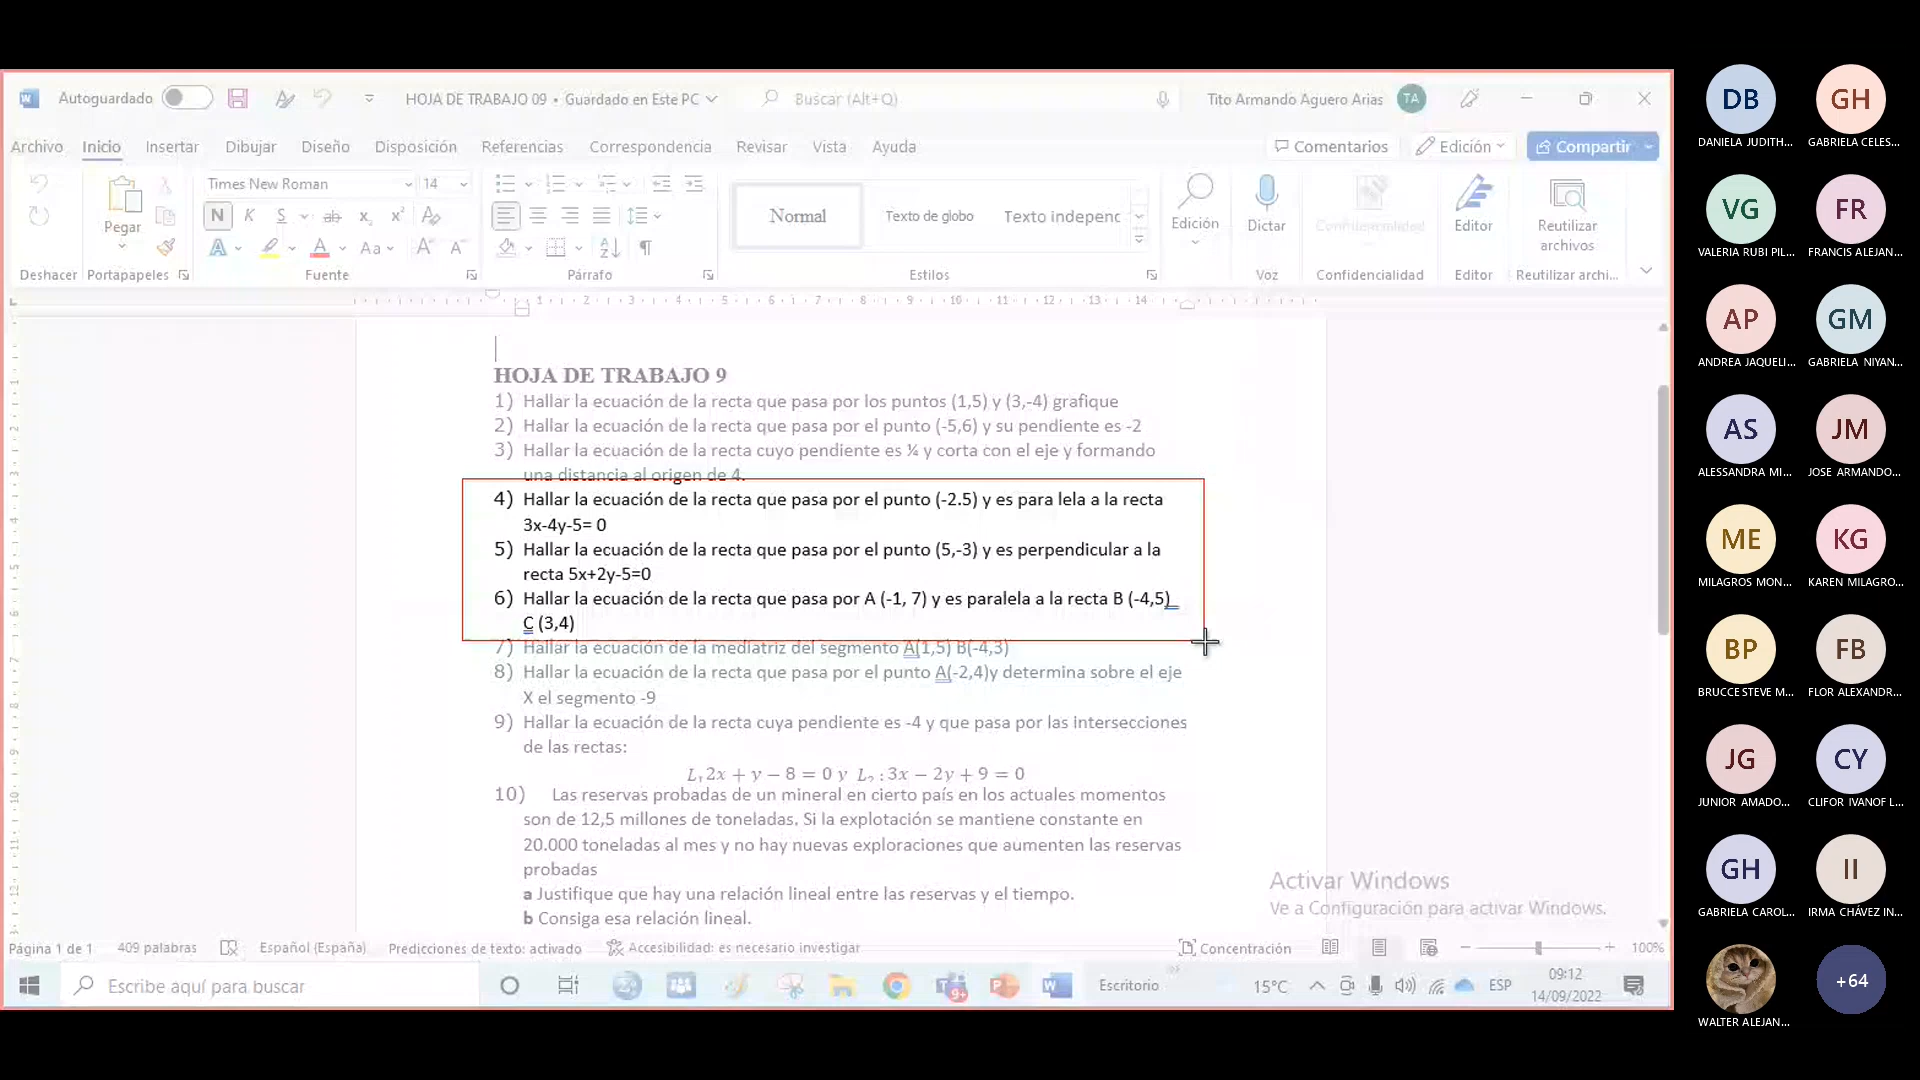 Autoguardado
HOJA DE TRABAJO 09 • Guardado en Este PC
Buscar (Alt+Q)
Tito Armando Aguero Arias
TA
Archivo
Inicio
Insertar
Dibujar
Diseño
Disposición
Referencias
Correspondencia
Revisar
Vista
Ayuda
Comentarios
Edición
Compartir
Pegar
Times New Roman
14
N K S ab x x²
A A Aa A A
Normal
Texto de globo
Texto independ
Edición
Dictar
Confidencialidad
Editor
Reutilizar
archivos
Deshacer
Portapapeles
Fuente
Párrafo
Estilos
Voz
Confidencialidad
Editor
Reutilizar archi...
1 2 3 4 5 6 7 8 9 10 11 12 13 14
HOJA DE TRABAJO 9
1) Hallar la ecuación de la recta que pasa por los puntos (1,5) y (3,-4) grafique
2) Hallar la ecuación de la recta que pasa por el punto (-5,6) y su pendiente es -2
3) Hallar la ecuación de la recta cuyo pendiente es ¼ y corta con el eje y formando
una distancia al origen de 4.
4) Hallar la ecuación de la recta que pasa por el punto (-2.5) y es para lela a la recta
3x-4y-5= 0
5) Hallar la ecuación de la recta que pasa por el punto (5,-3) y es perpendicular a la
recta 5x+2y-5=0
6) Hallar la ecuación de la recta que pasa por A (-1, 7) y es paralela a la recta B (-4,5)
C (3,4)
7) Hallar la mediatriz del segmento A(1,5) B(-4,3)
8) Hallar la ecuación de la recta que pasa por el punto A(-2,4)y determina sobre el eje
X el segmento -9
9) Hallar la ecuación de la recta cuya pendiente es -4 y que pasa por las intersecciones
de las rectas:
L₁2x + y − 8 = 0 y L₂ : 3x − 2y + 9 = 0
10) Las reservas probadas de un mineral en cierto país en los actuales momentos
son de 12,5 millones de toneladas. Si la explotación se mantiene constante en
20.000 toneladas al mes y no hay nuevas exploraciones que aumenten las reservas
probadas
a Justifique que hay una relación lineal entre las reservas y el tiempo.
b Consiga esa relación lineal.
Activar Windows
Ve a Configuración para activar Windows.
Página 1 de 1
409 palabras
Español (España)
Predicciones de texto: activado
Accesibilidad: es necesario investigar
Concentración
100%
Escribe aquí para buscar
9+
Escritorio
15°C
ESP
09:12
14/09/2022
DB
DANIELA JUDITH...
GH
GABRIELA CELES...
VG
VALERIA RUBI PIL...
FR
FRANCIS ALEJAN...
AP
ANDREA JAQUELI...
GM
GABRIELA NIYAN...
AS
ALESSANDRA MI...
JM
JOSE ARMANDO...
ME
MILAGROS MON...
KG
KAREN MILAGRO...
BP
BRUCCE STEVE M...
FB
FLOR ALEXANDR...
JG
JUNIOR AMADO...
CY
CLIFOR IVANOF L...
GH
GABRIELA CAROL...
II
IRMA CHÁVEZ IN...
WALTER ALEJAN...
+64